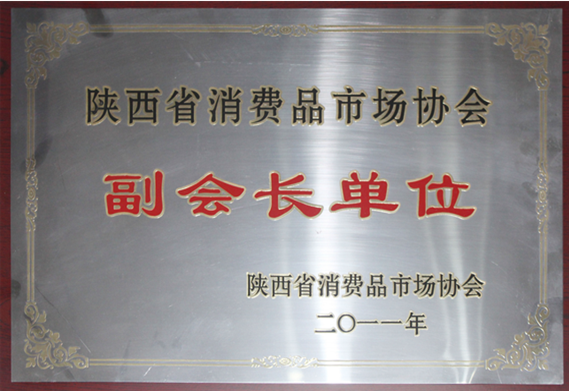 陕西省消费品市场协会
副会长单位
陕西省消费品市场协会
二〇一一年